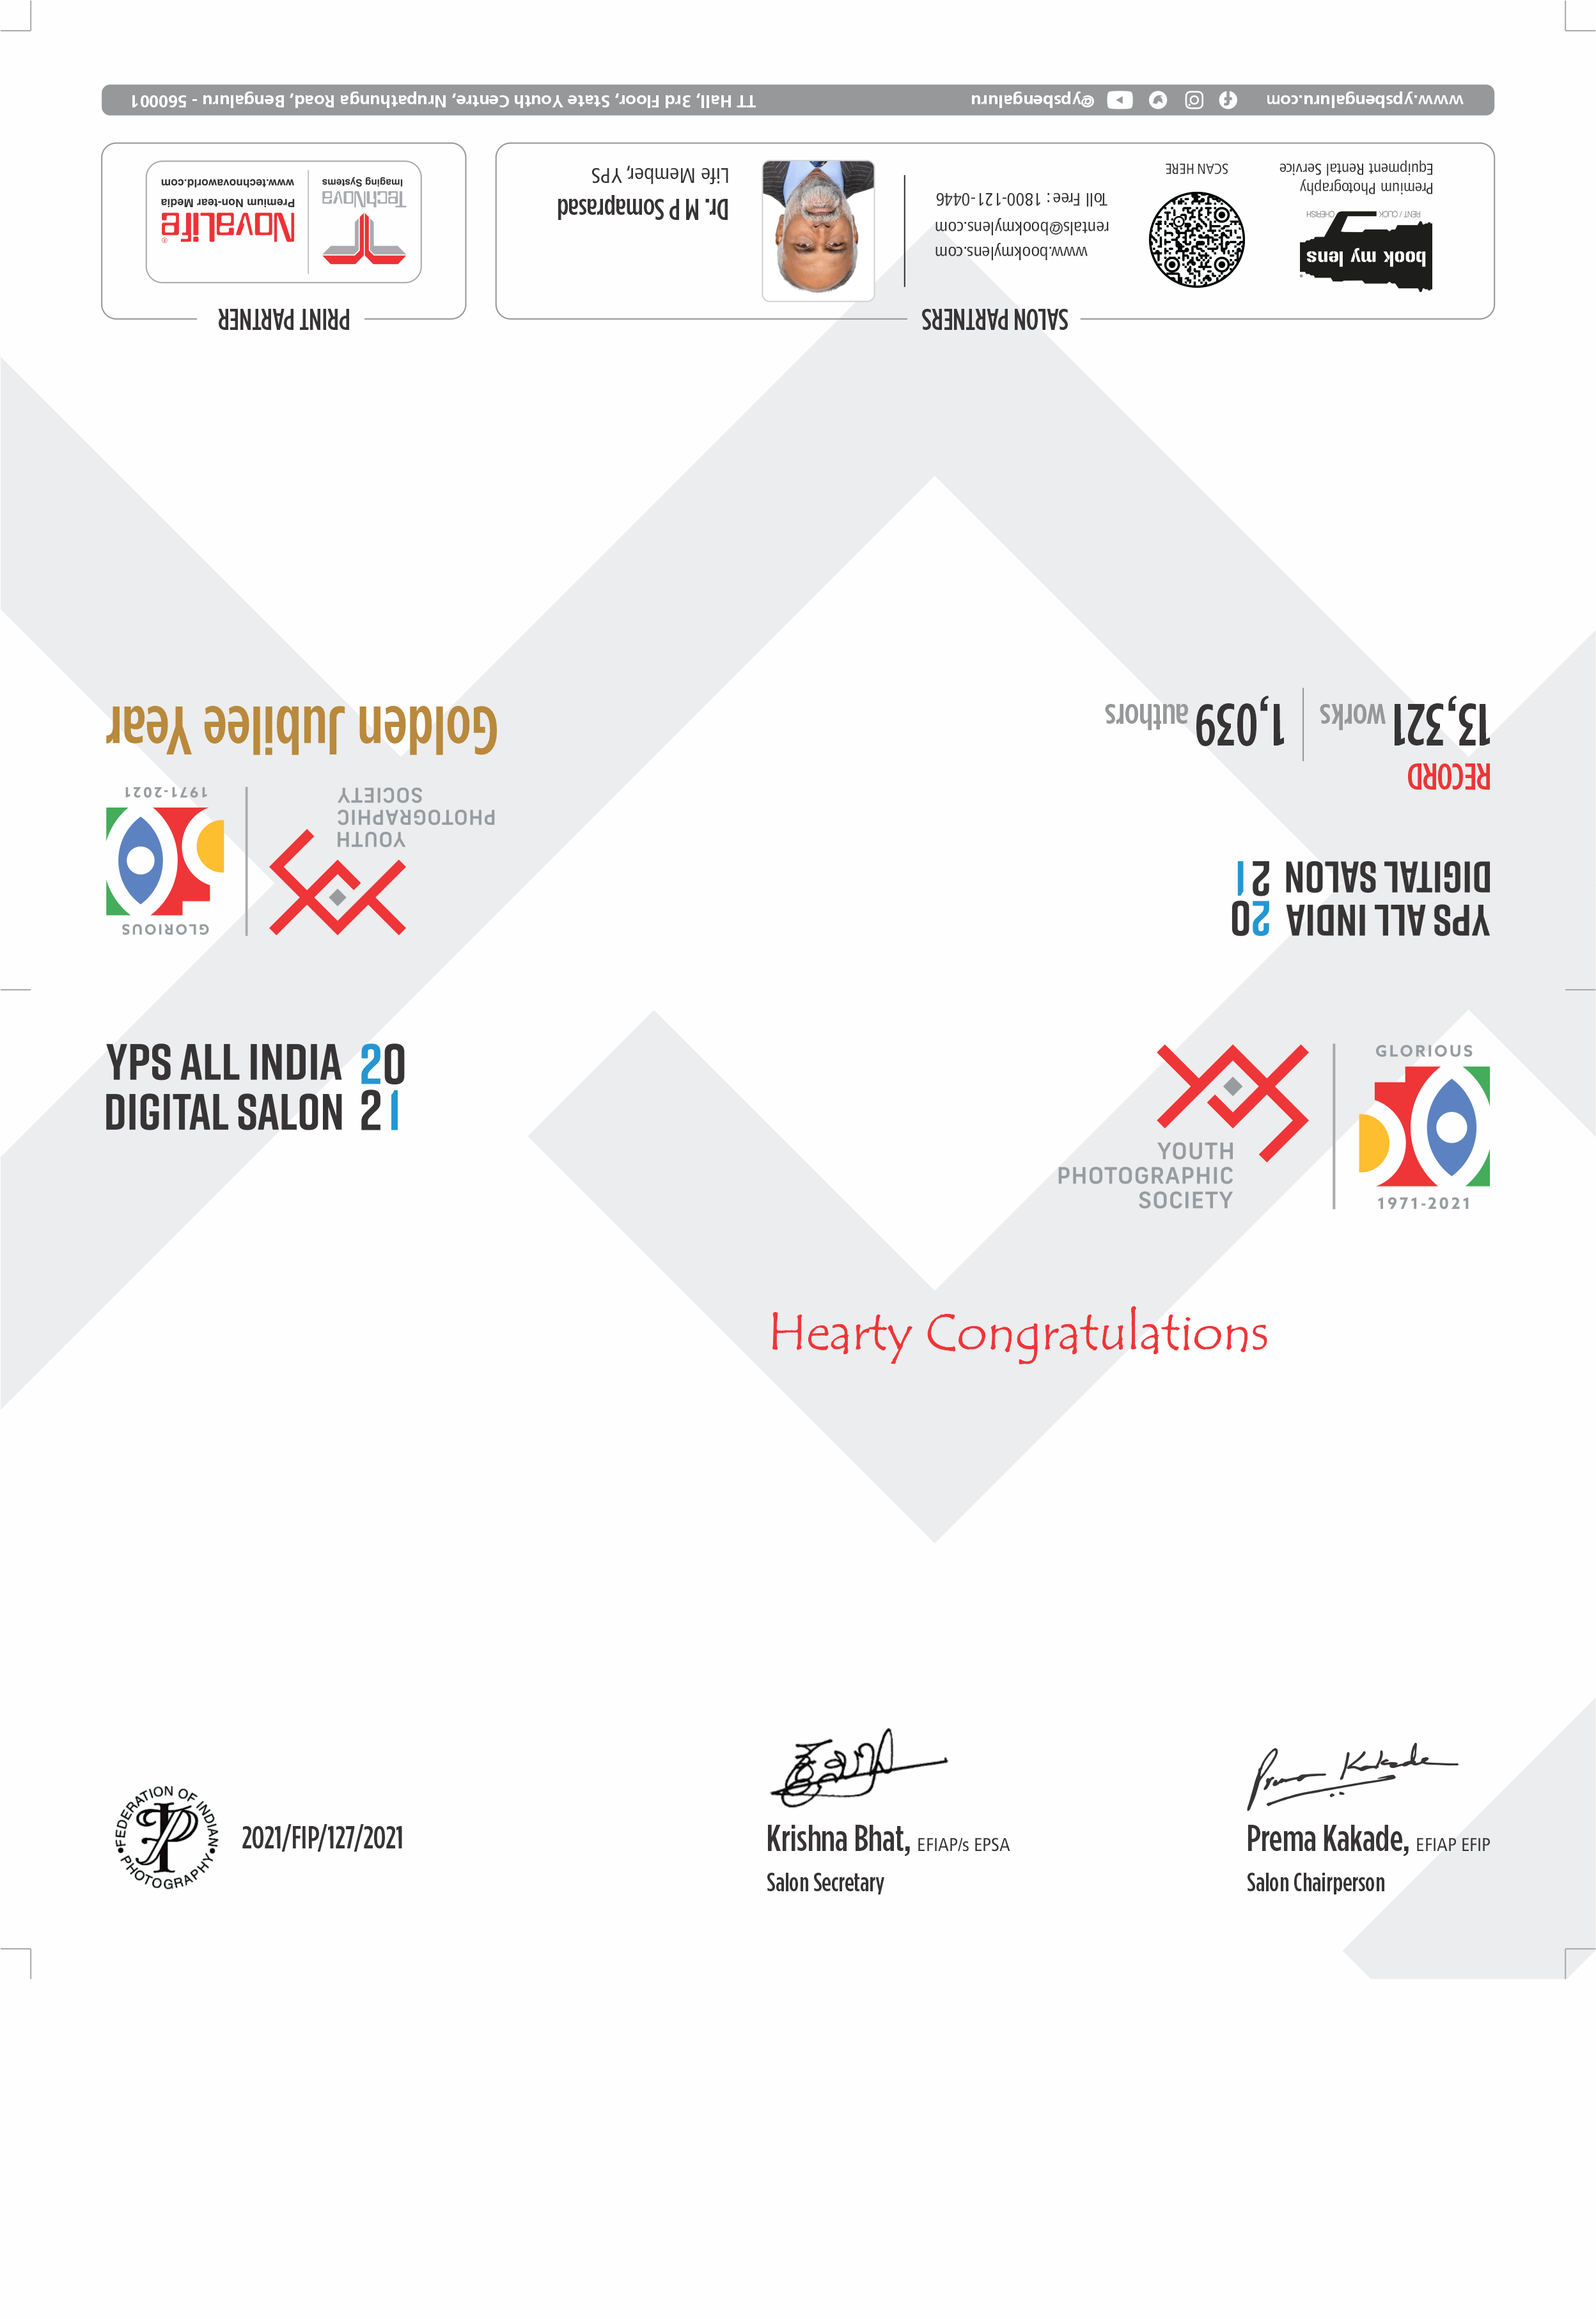 YPS ALL INDIA 20
DIGITAL SALON 21
YOUTH
PHOTOGRAPHIC
SOCIETY
GLORIOUS
1971-2021
Hearty Congratulations
FEDERATION OF INDIAN PHOTOGRAPHY
FIP
2021/FIP/127/2021
Krishna Bhat, EFIAP/s EPSA
Salon Secretary
Prema Kakade
Prema Kakade, EFIAP EFIP
Salon Chairperson
YPS ALL INDIA 20
DIGITAL SALON 21
RECORD
13,321 works | 1,039 authors
YOUTH
PHOTOGRAPHIC
SOCIETY
GLORIOUS
1971-2021
Golden Jubilee Year
SALON PARTNERS
book my lens
RENT / CLICK / CHERISH
Premium Photography
Equipment Rental Service
SCAN HERE
www.bookmylens.com
rentals@bookmylens.com
Toll Free : 1800-121-0446
Dr. M P Somaprasad
Life Member, YPS
PRINT PARTNER
TechNova
Imaging Systems
NovaLife®
Premium Non-tear Media
www.technovaworld.com
www.ypsbengaluru.com
@ypsbengaluru
TT Hall, 3rd Floor, State Youth Centre, Nrupathunga Road, Bengaluru - 560001